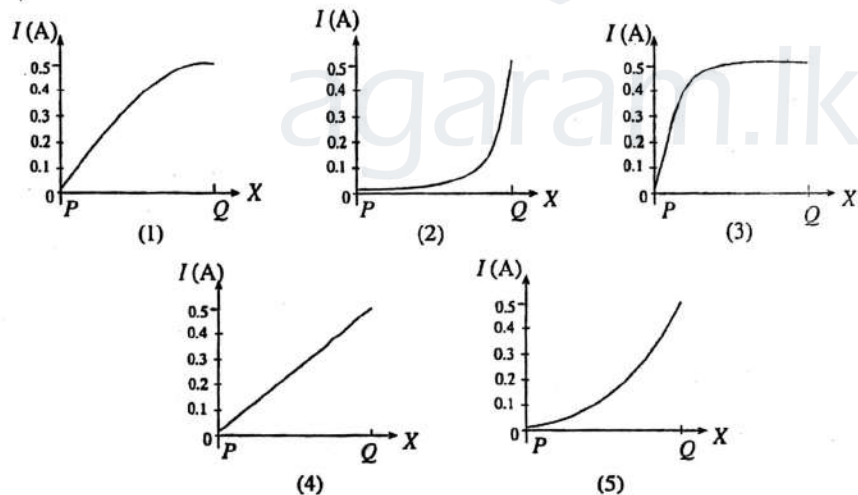 I (A) I (A) I (A)
0.5 0.5 0.5
0.4 0.4 0.4
0.3 0.3 0.3
0.2 0.2 0.2
0.1 0.1 0.1
0 P Q X 0 P Q X 0 P Q X
(1) (2) (3)
agaram.lk
I (A) I (A)
0.5 0.5
0.4 0.4
0.3 0.3
0.2 0.2
0.1 0.1
0 P Q X 0 P Q X
(4) (5)